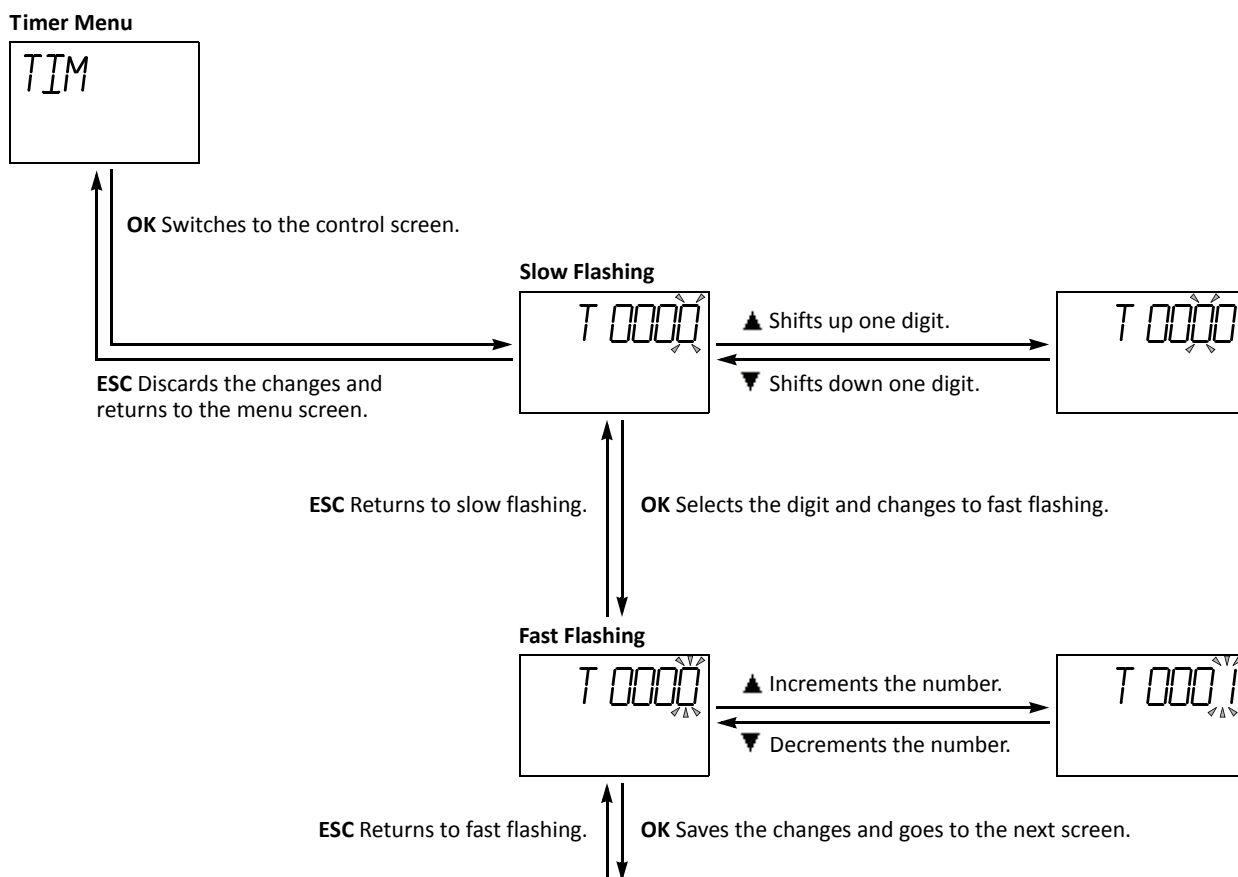 Timer Menu
TIM
OK Switches to the control screen.
Slow Flashing
T 0000
▲ Shifts up one digit.
▼ Shifts down one digit.
T 0000
ESC Discards the changes and
returns to the menu screen.
ESC Returns to slow flashing.
OK Selects the digit and changes to fast flashing.
Fast Flashing
T 0000
▲ Increments the number.
▼ Decrements the number.
T 0001
ESC Returns to fast flashing.
OK Saves the changes and goes to the next screen.